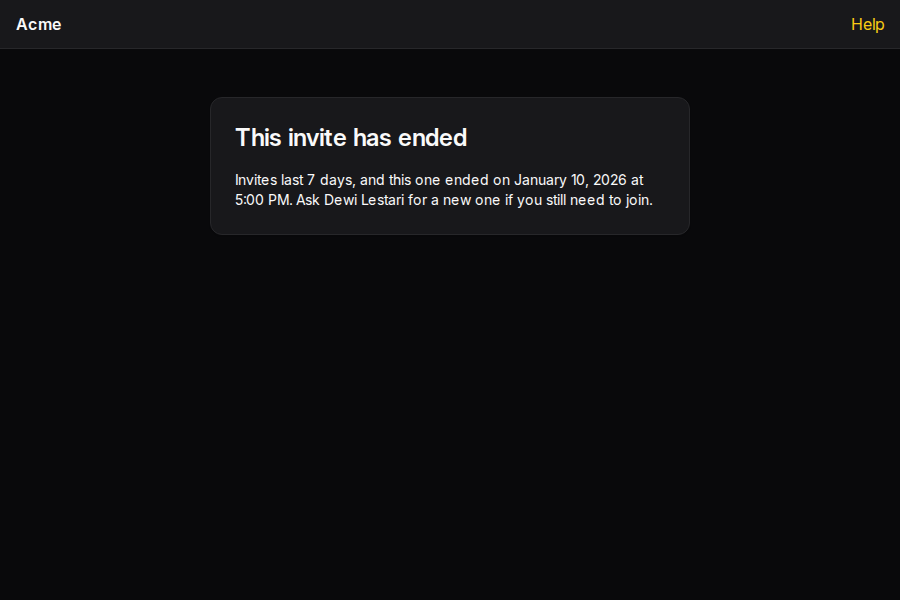 Acme
Help
This invite has ended
Invites last 7 days, and this one ended on January 10, 2026 at
5:00 PM. Ask Dewi Lestari for a new one if you still need to join.